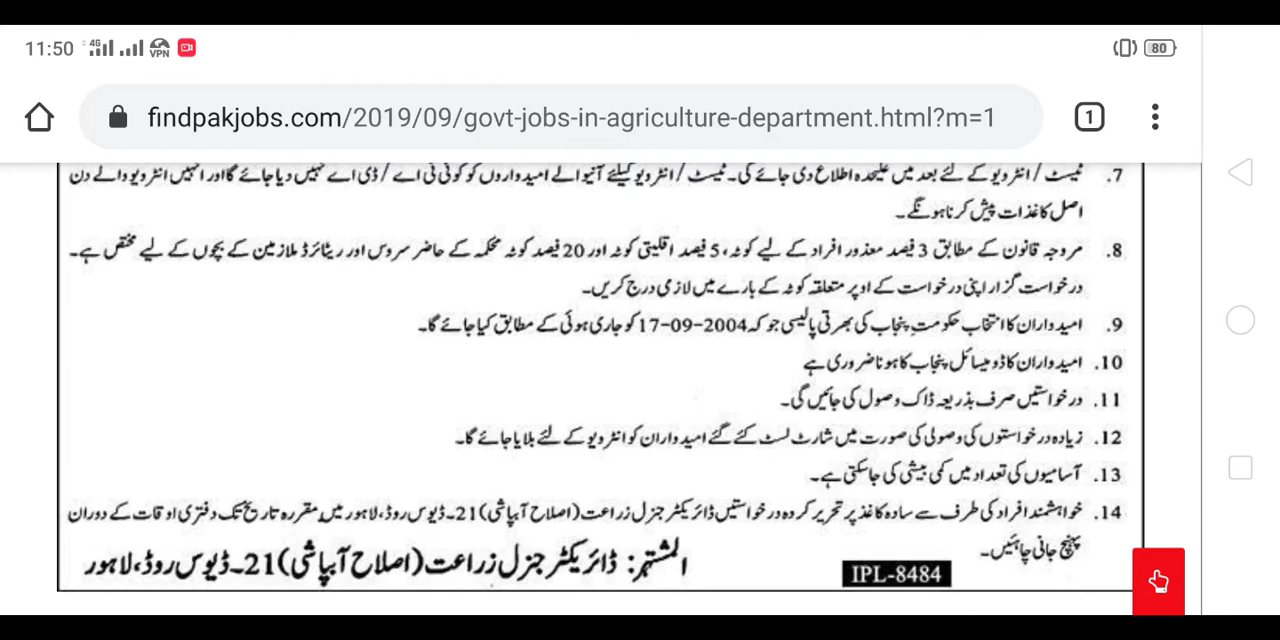 11:50 4G VPN 80
findpakjobs.com/2019/09/govt-jobs-in-agriculture-department.html?m=1 1
7. ٹیسٹ / انٹرویو کے لئے بعد میں علیحدہ اطلاع دی جائے گی۔ ٹیسٹ / انٹرویو کیلئے آنیوالے امیدواروں کو کوئی ٹی اے / ڈی اے نہیں دیا جائے گا اور انہیں انٹرویو والے دن
اصل کاغذات پیش کرنا ہونگے۔
8. مروجہ قانون کے مطابق 3 فیصد معذور افراد کے لیے کوٹہ، 5 فیصد اقلیتی کوٹہ اور 20 فیصد کوٹہ محکمہ کے حاضر سروس اور ریٹائرڈ ملازمین کے بچوں کے لیے مختص ہے۔
درخواست گزار اپنی درخواست کے اوپر متعلقہ کوٹہ کے بارے میں لازمی درج کریں۔
9. امیدواران کا انتخاب حکومتِ پنجاب کی بھرتی پالیسی جو کہ 2004-09-17 کو جاری ہوئی کے مطابق کیا جائے گا۔
10. امیدواران کا ڈومیسائل پنجاب کا ہونا ضروری ہے
11. درخواستیں صرف بذریعہ ڈاک وصول کی جائیں گی۔
12. زیادہ درخواستوں کی وصولی کی صورت میں شارٹ لسٹ کئے گئے امیدواران کو انٹرویو کے لئے بلایا جائے گا۔
13. آسامیوں کی تعداد میں کمی بیشی کی جاسکتی ہے۔
14. خواہشمند افراد کی طرف سے سادہ کاغذ پر تحریر کردہ درخواستیں ڈائریکٹر جنرل زراعت (اصلاح آبپاشی) 21۔ ڈیوس روڈ، لاہور میں مقررہ تاریخ تک دفتری اوقات کے دوران
پہنچ جانی چاہئیں۔
المشتہر: ڈائریکٹر جنرل زراعت (اصلاح آبپاشی) 21۔ ڈیوس روڈ، لاہور
IPL-8484